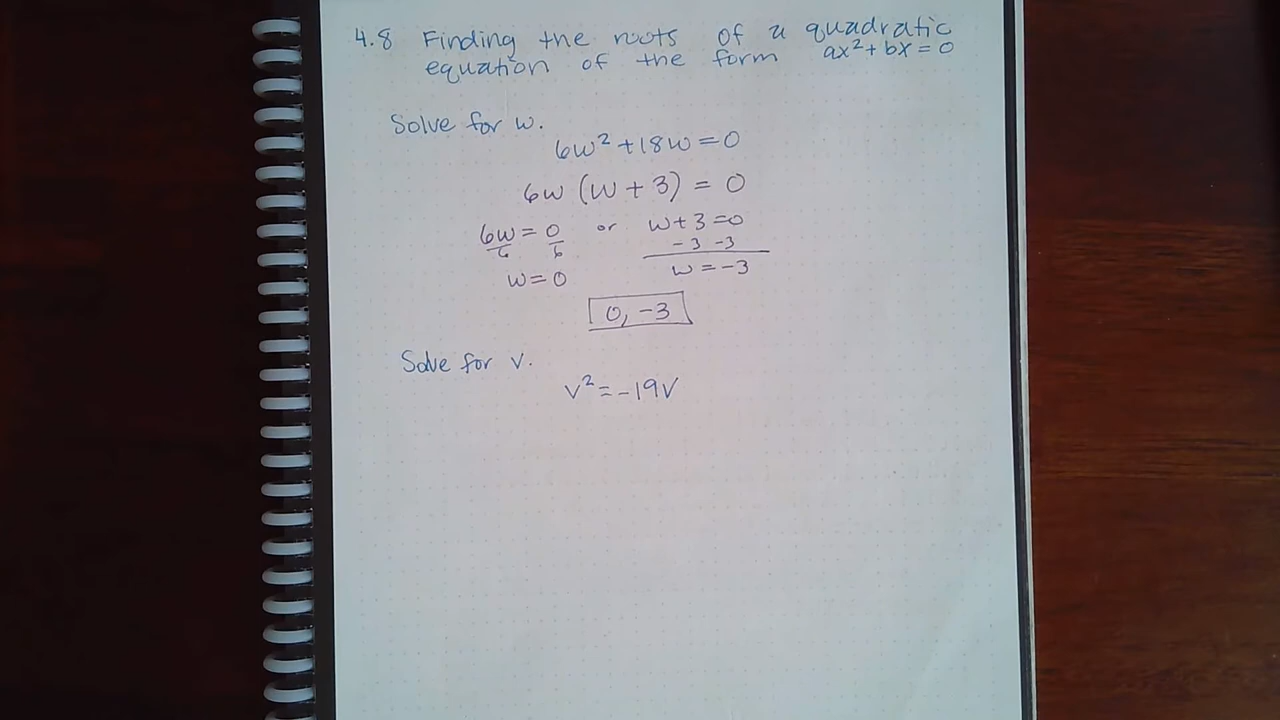 4.8 Finding the roots of a quadratic
equation of the form ax² + bx = 0
Solve for w.
6w² + 18w = 0
6w (w + 3) = 0
6w = 0 or w + 3 = 0
6 6 -3 -3
w = 0 w = -3
0, -3
Solve for v.
v² = -19v